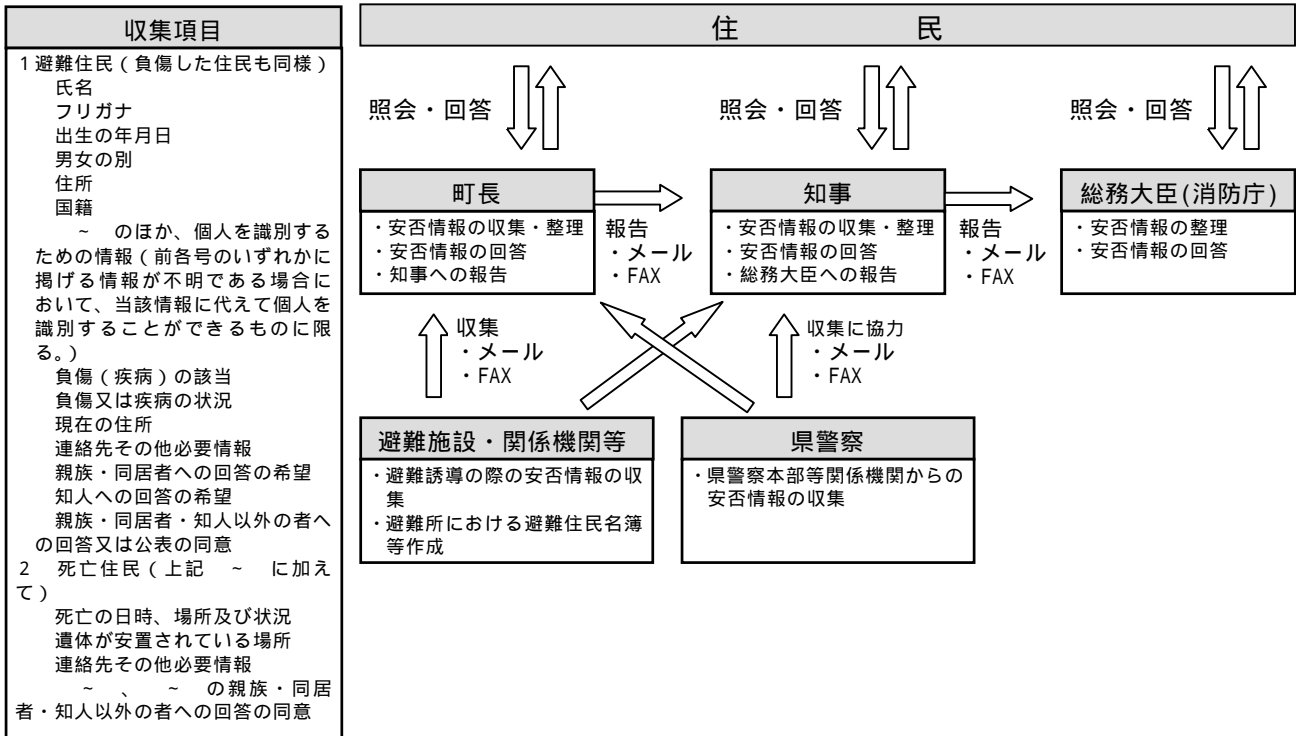 収集項目
1避難住民(負傷した住民も同様)
氏名
フリガナ
出生の年月日
男女の別
住所
国籍
~ のほか、個人を識別する
ための情報(前各号のいずれかに
掲げる情報が不明である場合に
おいて、当該情報に代えて個人を
識別することができるものに限
る。)
負傷(疾病)の該当
負傷又は疾病の状況
現在の住所
連絡先その他必要情報
親族・同居者への回答の希望
知人への回答の希望
親族・同居者・知人以外の者へ
の回答又は公表の同意
2 死亡住民(上記 ~ に加え
て)
死亡の日時、場所及び状況
遺体が安置されている場所
連絡先その他必要情報
~ 、 ~ の親族・同居
者・知人以外の者への回答の同意
住 民
照会・回答
照会・回答
照会・回答
町長
・安否情報の収集・整理
・安否情報の回答
・知事への報告
報告
・メール
・FAX
知事
・安否情報の収集・整理
・安否情報の回答
・総務大臣への報告
報告
・メール
・FAX
総務大臣(消防庁)
・安否情報の整理
・安否情報の回答
収集
・メール
・FAX
収集に協力
・メール
・FAX
避難施設・関係機関等
・避難誘導の際の安否情報の収
集
・避難所における避難住民名簿
等作成
県警察
・県警察本部等関係機関からの
安否情報の収集